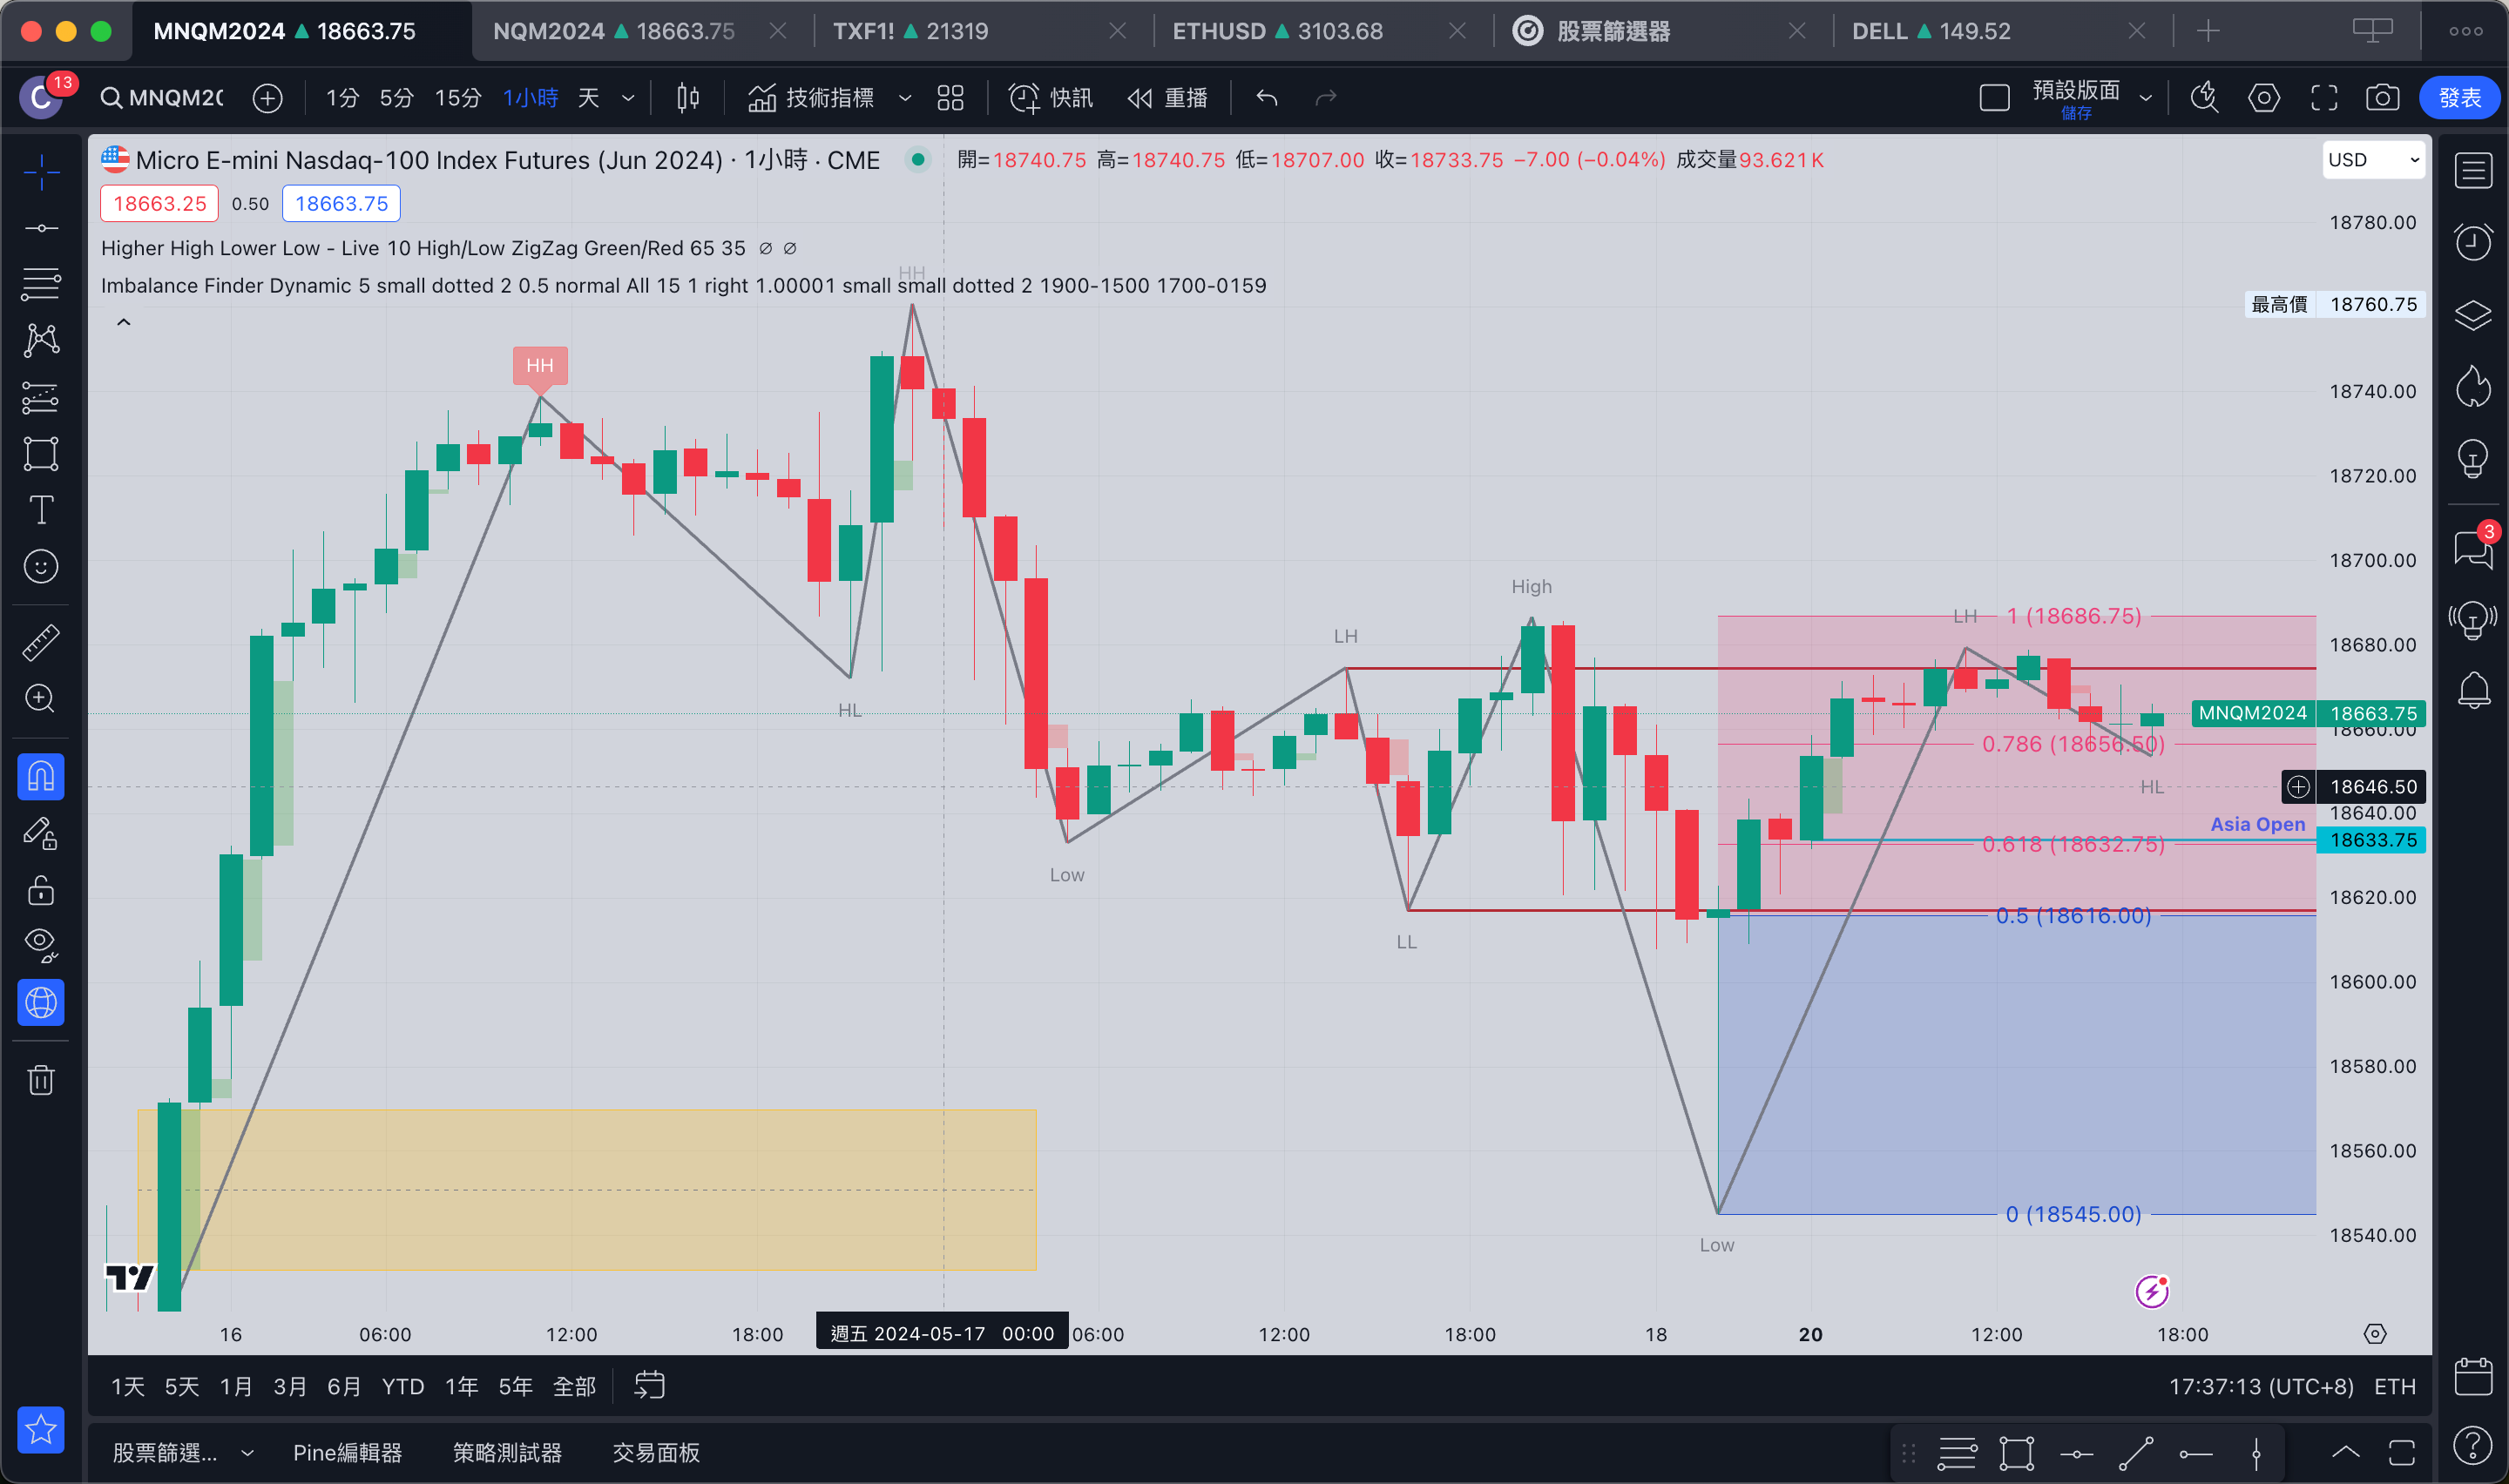 MNQM2024 ▲ 18663.75 NQM2024 ▲ 18663.75 TXF1! ▲ 21319 ETHUSD ▲ 3103.68 股票篩選器 DELL ▲ 149.52
C 13 MNQM20 1分 5分 15分 1小時 天 技術指標 快訊 重播 預設版面 發表
儲存
Micro E-mini Nasdaq-100 Index Futures (Jun 2024) · 1小時 · CME 開=18740.75 高=18740.75 低=18707.00 收=18733.75 −7.00 (−0.04%) 成交量93.621K USD
18663.25 0.50 18663.75
18780.00
Higher High Lower Low - Live 10 High/Low ZigZag Green/Red 65 35 ∅ ∅
HH
Imbalance Finder Dynamic 5 small dotted 2 0.5 normal All 15 1 right 1.00001 small small dotted 2 1900-1500 1700-0159
最高價 18760.75
HH
18740.00
18720.00
3
18700.00
High
LH 1 (18686.75)
LH
18680.00
HL
MNQM2024 18663.75
18660.00
0.786 (18656.50)
HL 18646.50
18640.00
Asia Open
18633.75
0.618 (18632.75)
Low
18620.00
0.5 (18616.00)
LL
18600.00
18580.00
18560.00
0 (18545.00)
18540.00
Low
16 06:00 12:00 18:00 週五 2024-05-17 00:00 06:00 12:00 18:00 18 20 12:00 18:00
1天 5天 1月 3月 6月 YTD 1年 5年 全部 17:37:13 (UTC+8) ETH
股票篩選... Pine編輯器 策略測試器 交易面板